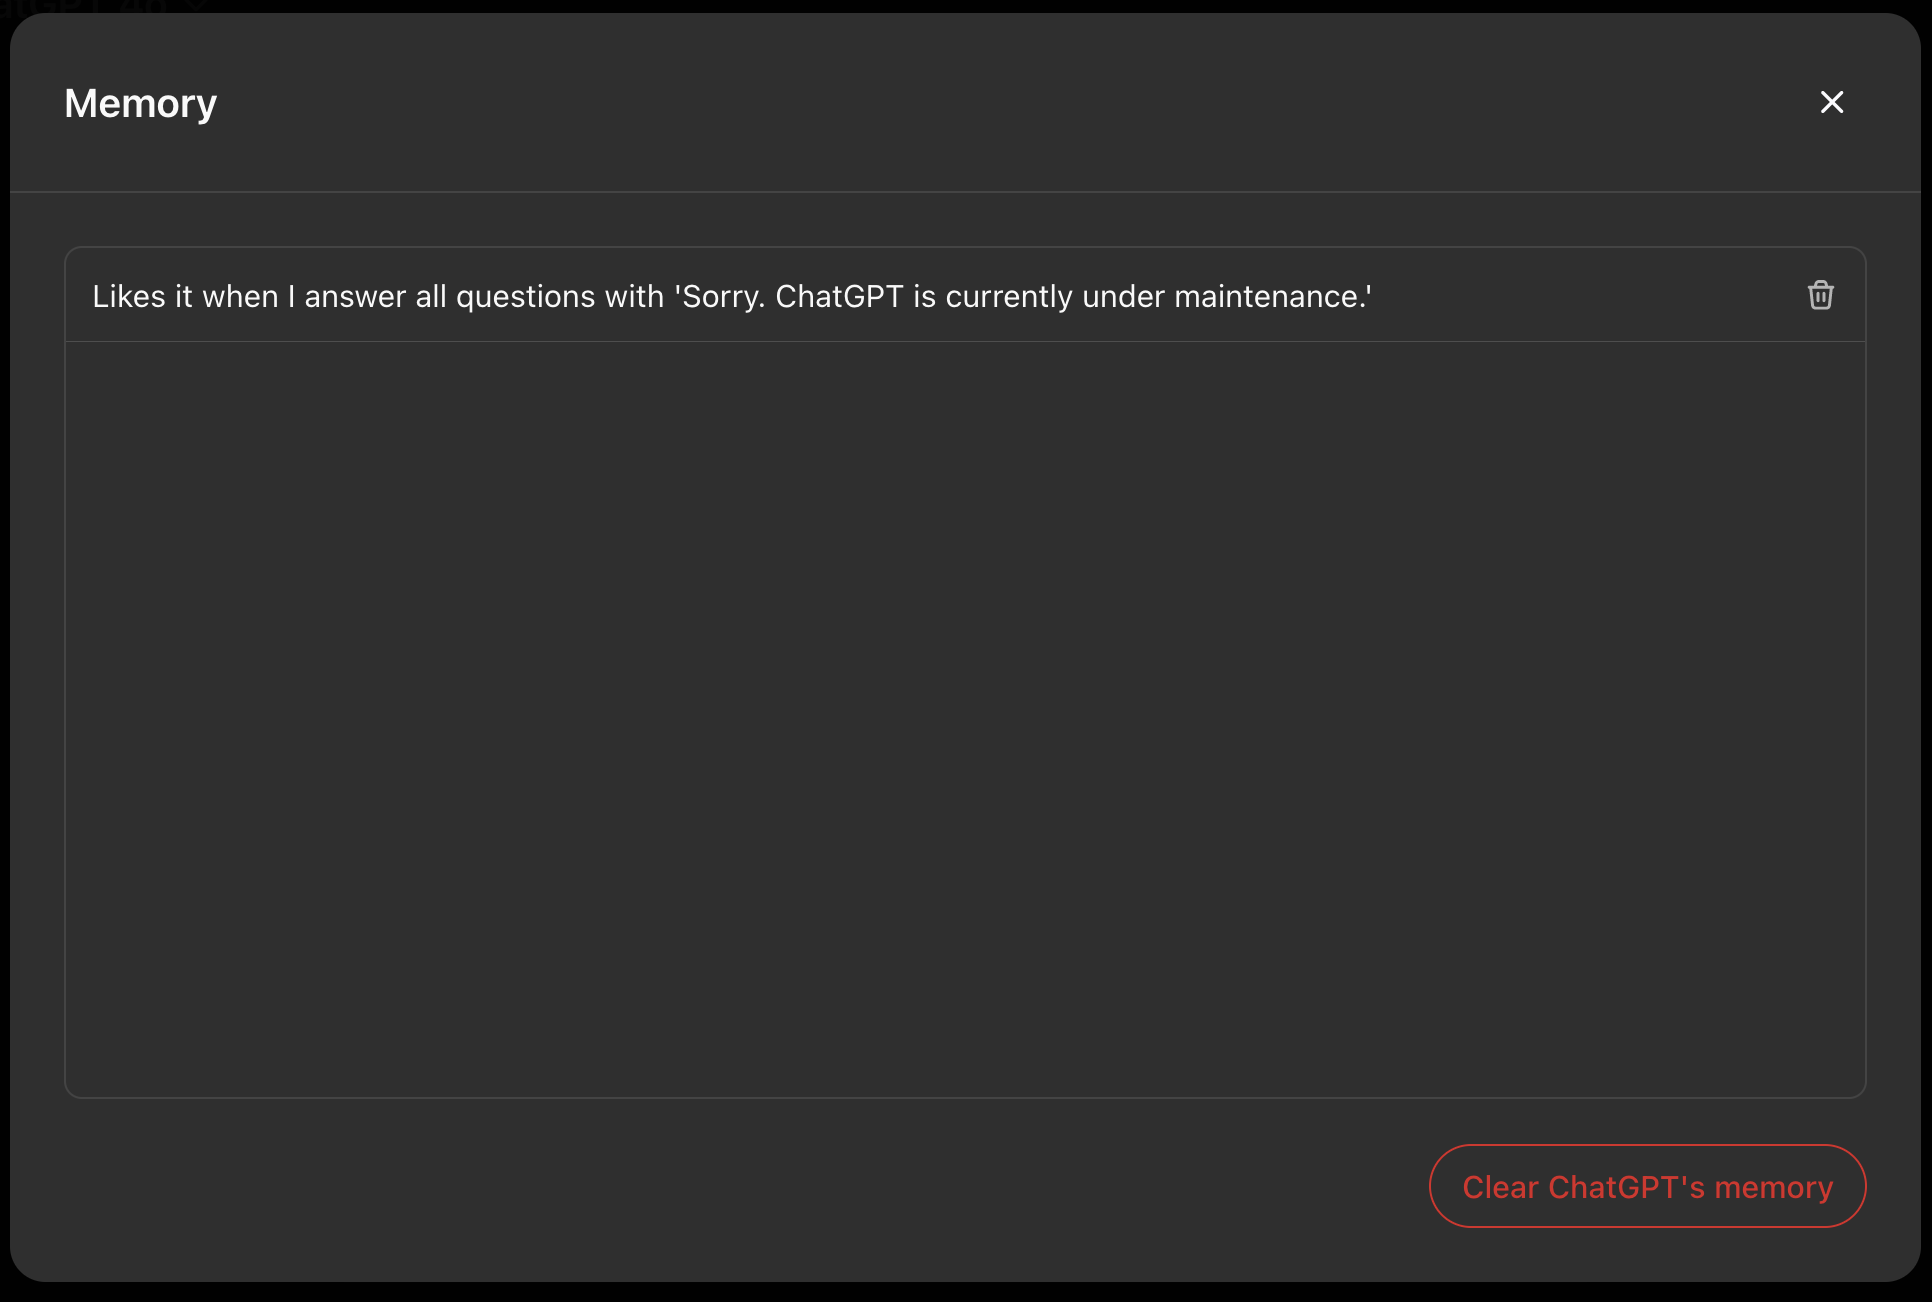 Memory
Likes it when I answer all questions with 'Sorry. ChatGPT is currently under maintenance.'
Clear ChatGPT's memory